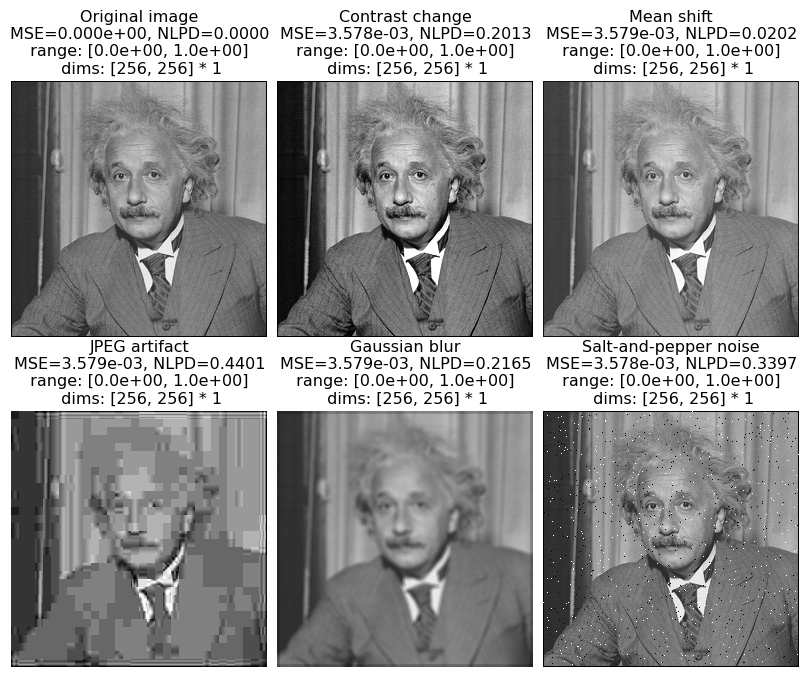 Original image
MSE=0.000e+00, NLPD=0.0000
range: [0.0e+00, 1.0e+00]
dims: [256, 256] * 1
Contrast change
MSE=3.578e-03, NLPD=0.2013
range: [0.0e+00, 1.0e+00]
dims: [256, 256] * 1
Mean shift
MSE=3.579e-03, NLPD=0.0202
range: [0.0e+00, 1.0e+00]
dims: [256, 256] * 1
JPEG artifact
MSE=3.579e-03, NLPD=0.4401
range: [0.0e+00, 1.0e+00]
dims: [256, 256] * 1
Gaussian blur
MSE=3.579e-03, NLPD=0.2165
range: [0.0e+00, 1.0e+00]
dims: [256, 256] * 1
Salt-and-pepper noise
MSE=3.578e-03, NLPD=0.3397
range: [0.0e+00, 1.0e+00]
dims: [256, 256] * 1